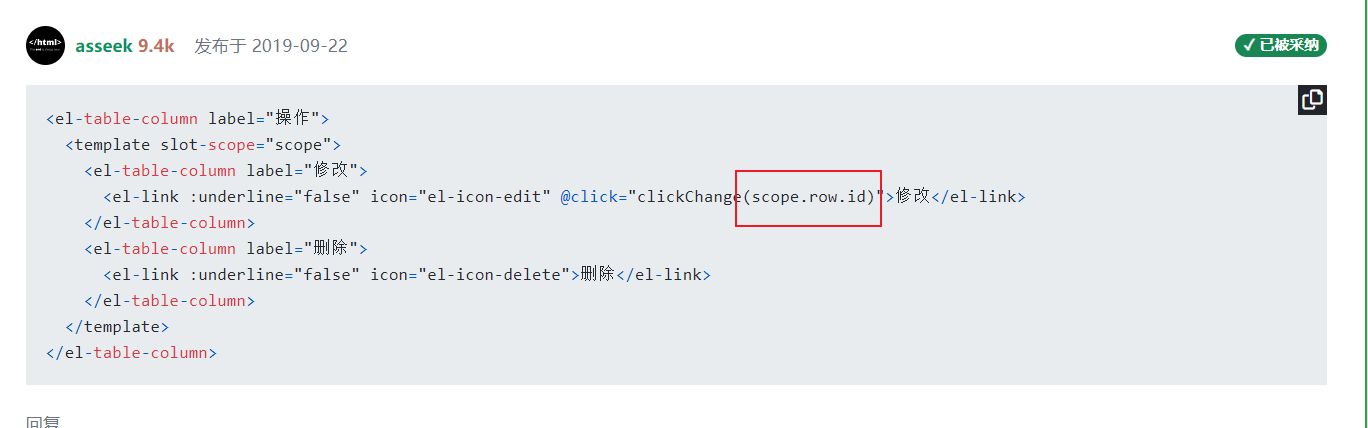 </html>
asseek 9.4k 发布于 2019-09-22
✓ 已被采纳
<el-table-column label="操作">
  <template slot-scope="scope">
    <el-table-column label="修改">
      <el-link :underline="false" icon="el-icon-edit" @click="clickChange(scope.row.id)">修改</el-link>
    </el-table-column>
    <el-table-column label="删除">
      <el-link :underline="false" icon="el-icon-delete">删除</el-link>
    </el-table-column>
  </template>
</el-table-column>
回复